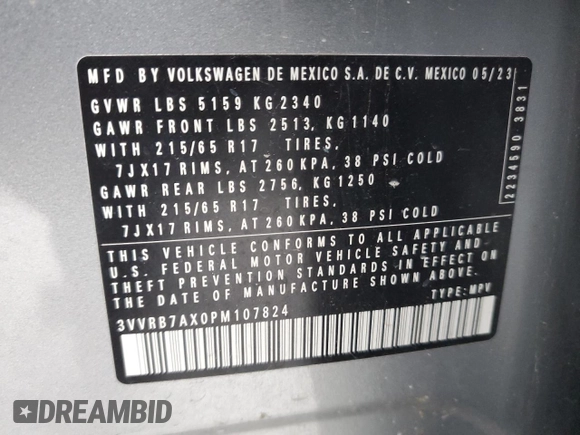 MFD BY VOLKSWAGEN DE MEXICO S.A. DE C.V. MEXICO 05/23
GVWR LBS 5159 KG 2340
GAWR FRONT LBS 2513, KG 1140
WITH 215/65 R17 TIRES,
7JX17 RIMS, AT 260 KPA, 38 PSI COLD
GAWR REAR LBS 2756, KG 1250
WITH 215/65 R17 TIRES,
7JX17 RIMS, AT 260 KPA, 38 PSI COLD
THIS VEHICLE CONFORMS TO ALL APPLICABLE
U.S. FEDERAL MOTOR VEHICLE SAFETY AND
THEFT PREVENTION STANDARDS IN EFFECT ON
THE DATE OF MANUFACTURE SHOWN ABOVE.
3VVRB7AX0PM107824
TYPE: MPV
2234590 3831
DREAMBID